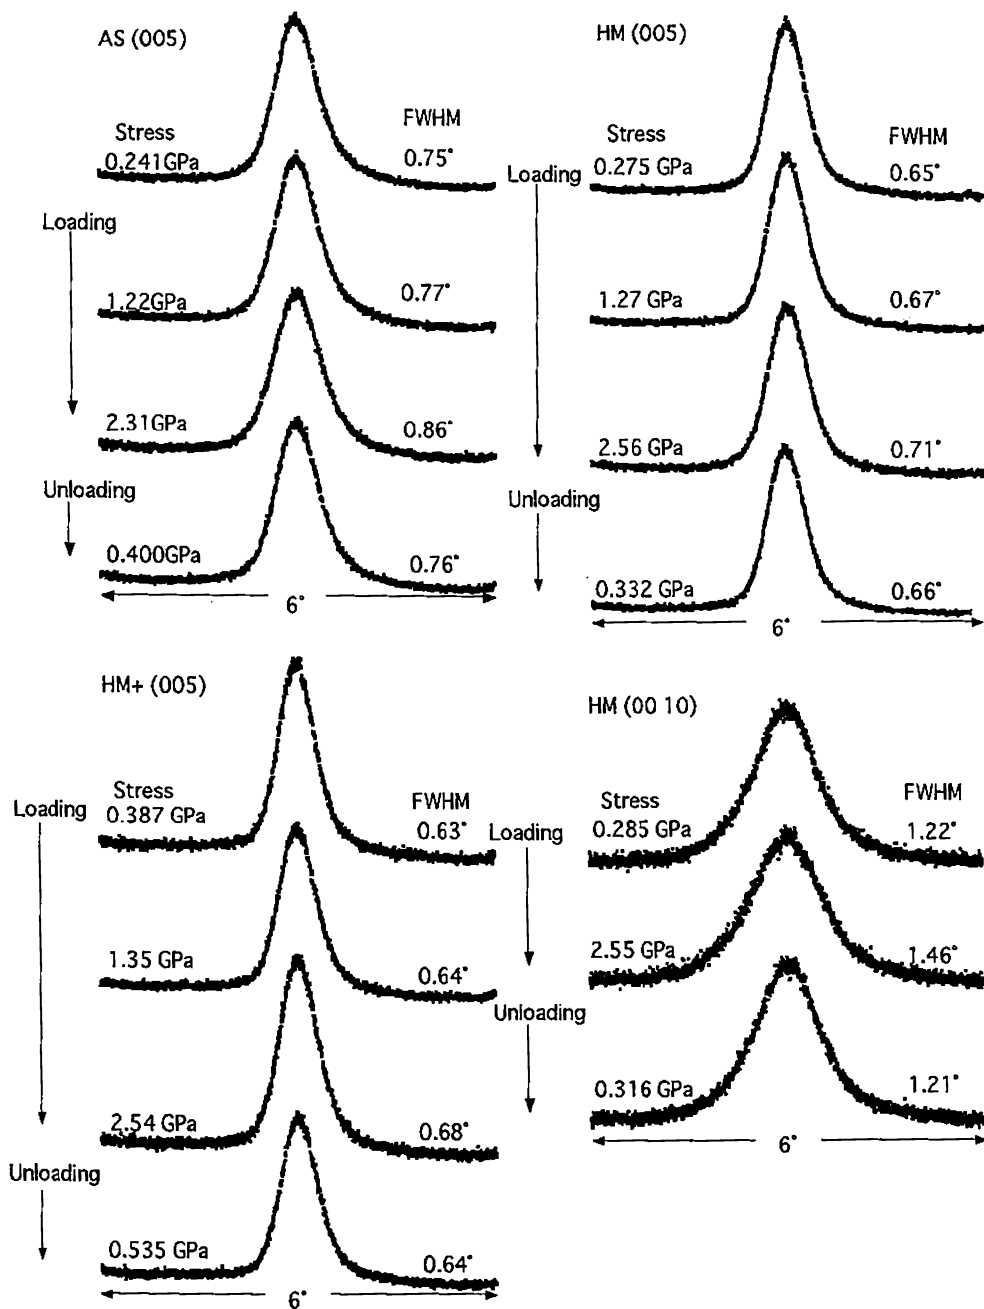 AS (005)
Stress
FWHM
0.241GPa
0.75°
Loading
1.22GPa
0.77°
2.31GPa
0.86°
Unloading
0.400GPa
0.76°
6°
HM (005)
FWHM
Stress
0.275 GPa
0.65°
Loading
1.27 GPa
0.67°
2.56 GPa
0.71°
Unloading
0.332 GPa
0.66°
6°
HM+ (005)
Stress
FWHM
Loading
0.387 GPa
0.63°
1.35 GPa
0.64°
2.54 GPa
0.68°
Unloading
0.535 GPa
0.64°
6°
HM (00 10)
Stress
FWHM
0.285 GPa
1.22°
Loading
2.55 GPa
1.46°
Unloading
0.316 GPa
1.21°
6°